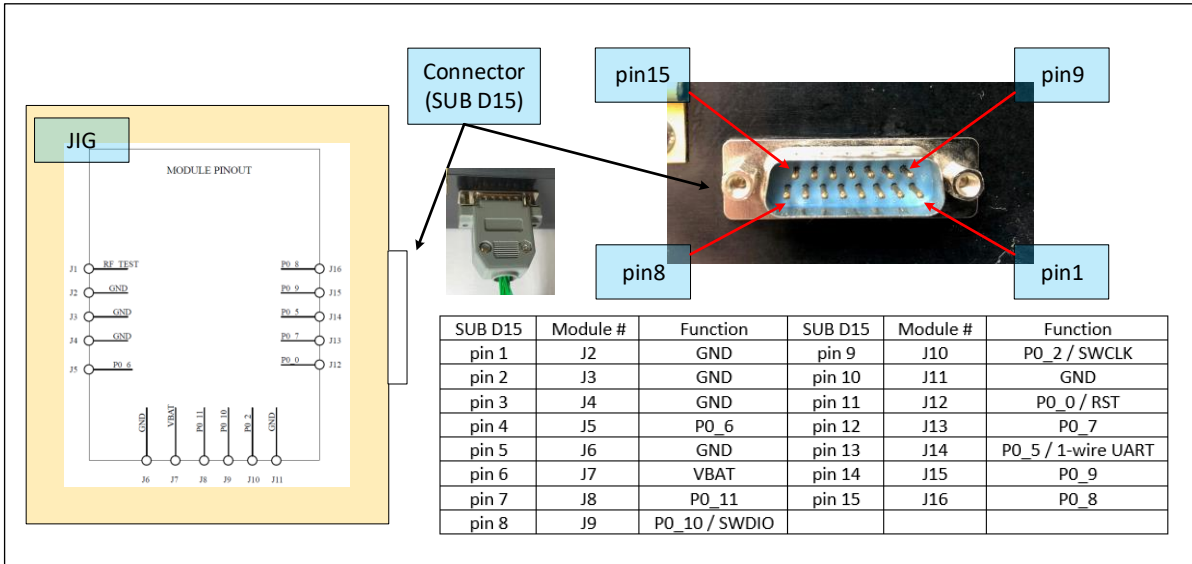 Connector
(SUB D15)
pin15
pin9
JIG
MODULE PINOUT
J1 RF_TEST
J2 GND
J3 GND
J4 GND
J5 P0_6
P0_8 J16
P0_9 J15
P0_5 J14
P0_7 J13
P0_0 J12
GND VBAT P0_11 P0_10 P0_2 GND
J6 J7 J8 J9 J10 J11
pin8
pin1
SUB D15 Module # Function SUB D15 Module # Function
pin 1 J2 GND pin 9 J10 P0_2 / SWCLK
pin 2 J3 GND pin 10 J11 GND
pin 3 J4 GND pin 11 J12 P0_0 / RST
pin 4 J5 P0_6 pin 12 J13 P0_7
pin 5 J6 GND pin 13 J14 P0_5 / 1-wire UART
pin 6 J7 VBAT pin 14 J15 P0_9
pin 7 J8 P0_11 pin 15 J16 P0_8
pin 8 J9 P0_10 / SWDIO